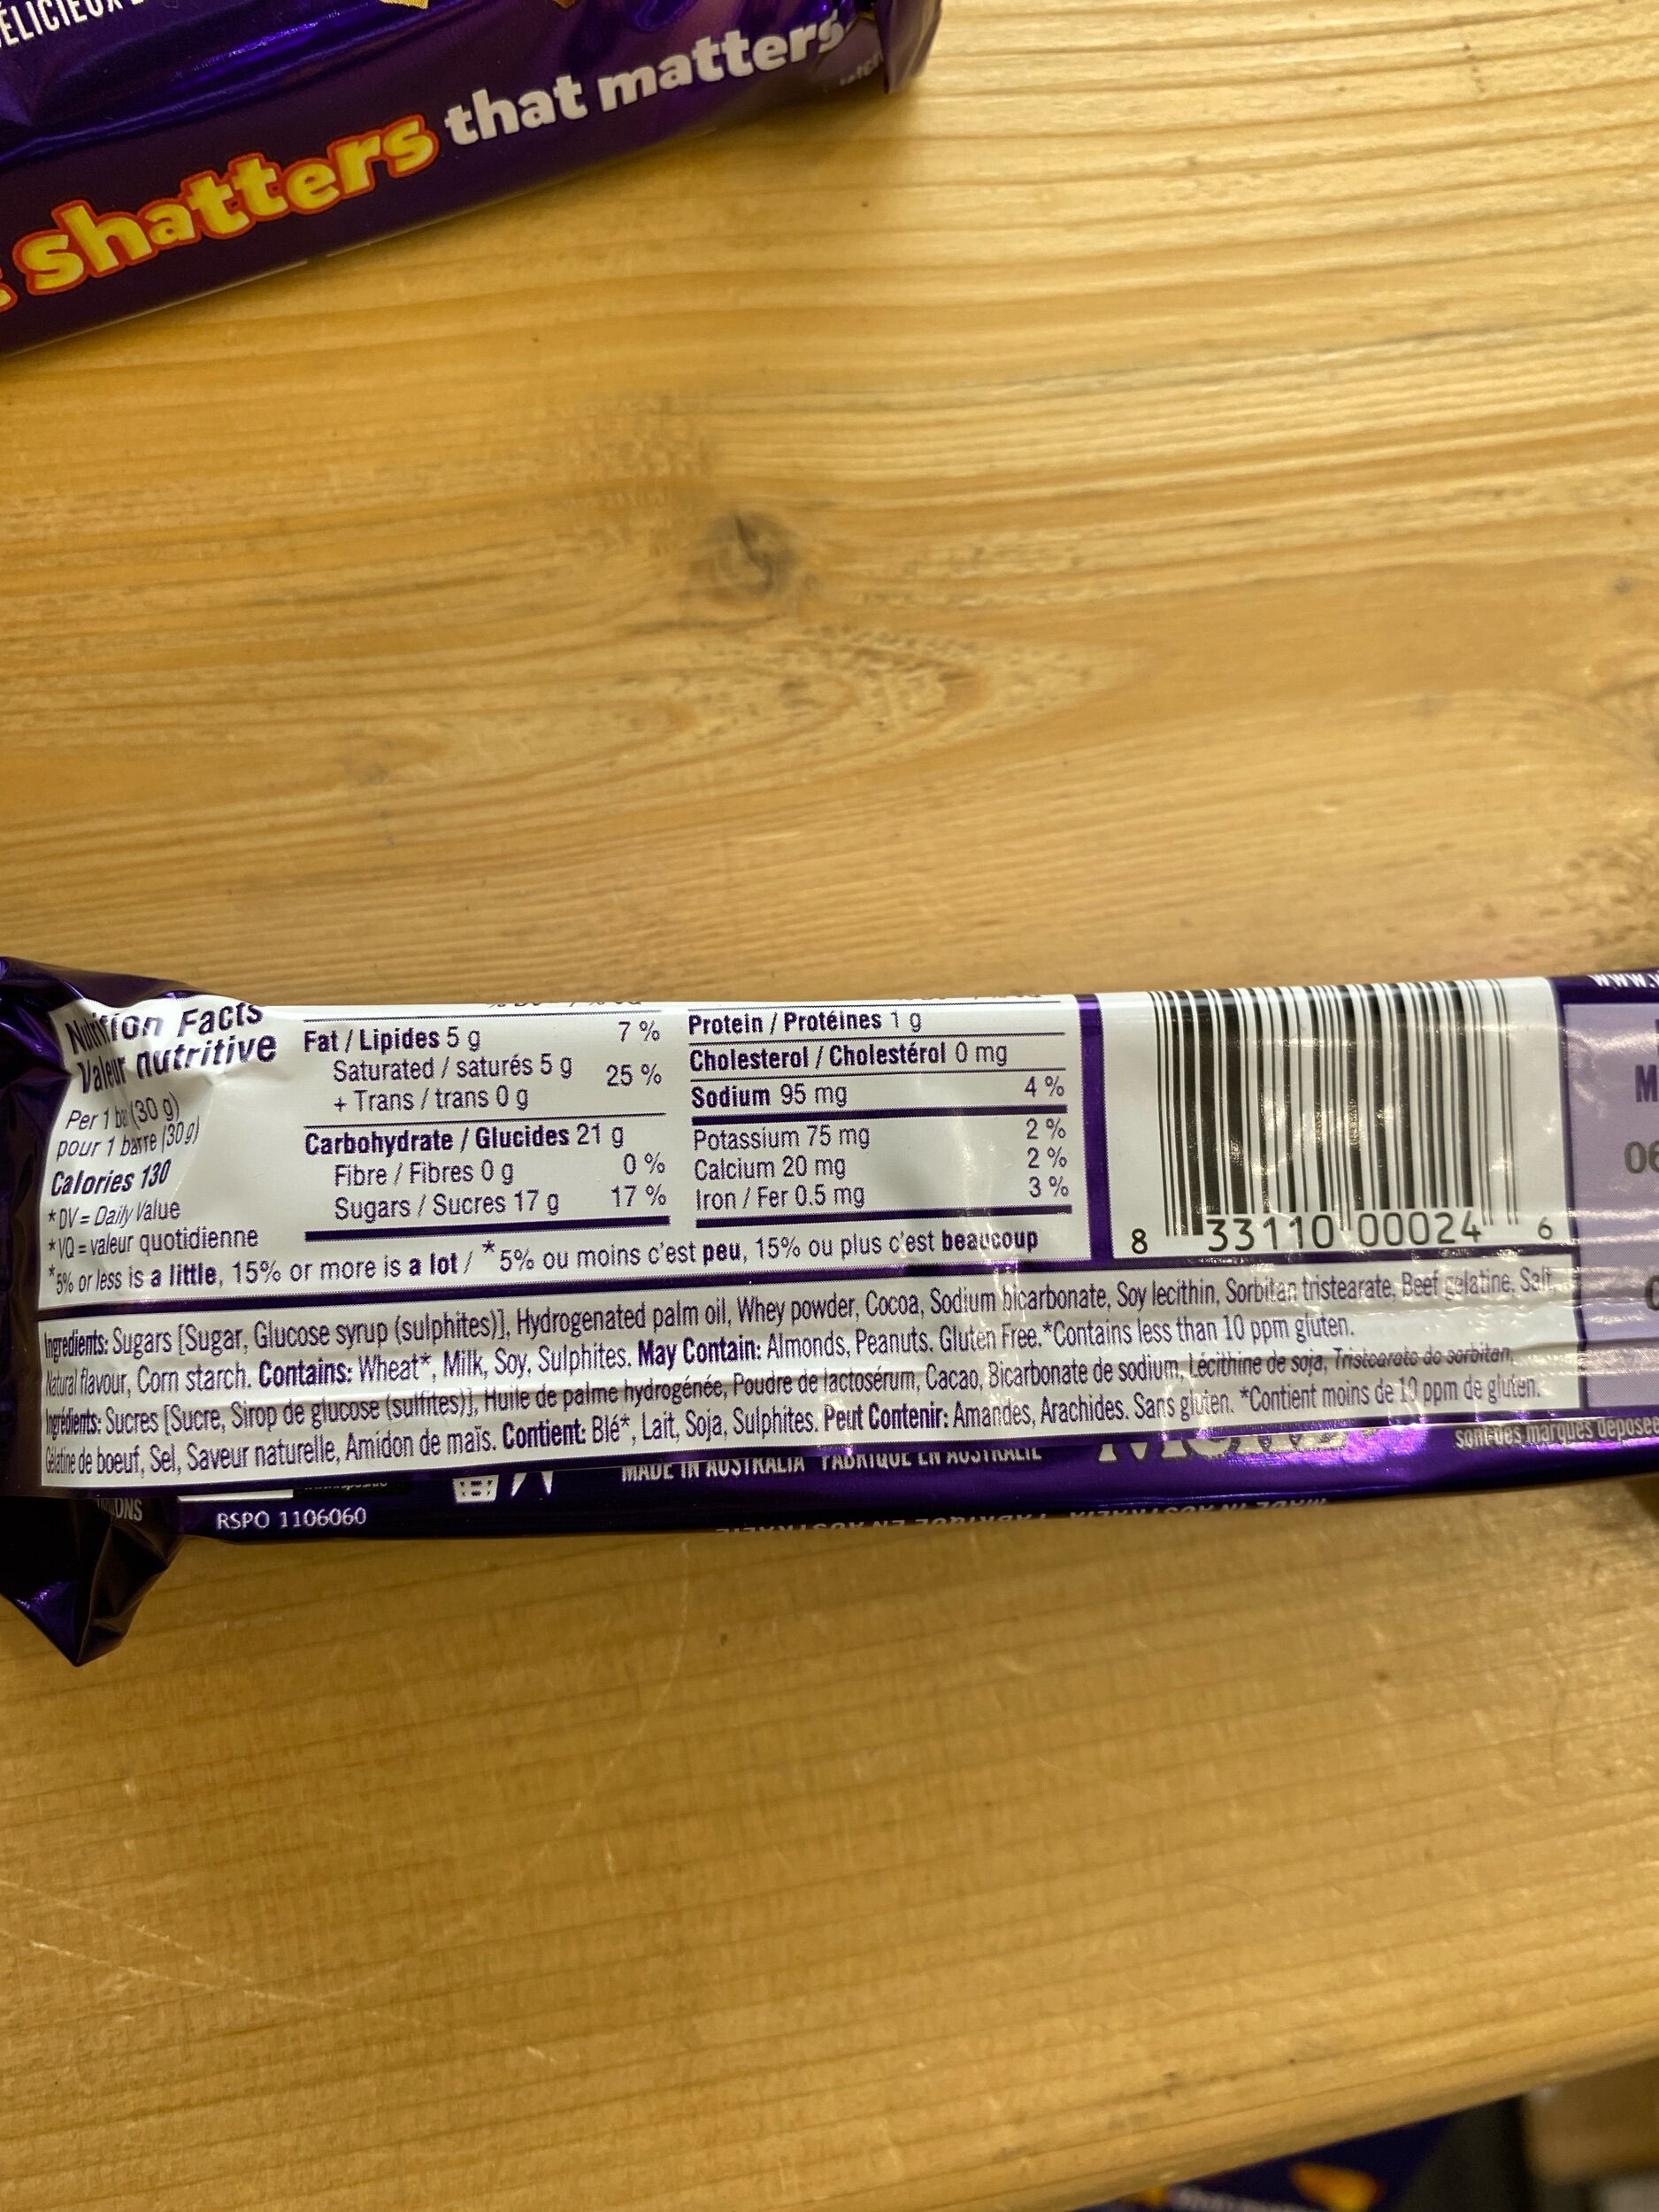 shatters that matters
Nutrition Facts
Valeur nutritive
Per 1 bar (30 g)
pour 1 barre (30 g)
Calories 130
*DV = Daily Value
*VQ = valeur quotidienne
Fat / Lipides 5 g 7 %
Saturated / saturés 5 g 25 %
+ Trans / trans 0 g
Carbohydrate / Glucides 21 g
Fibre / Fibres 0 g 0 %
Sugars / Sucres 17 g 17 %
Protein / Protéines 1 g
Cholesterol / Cholestérol 0 mg
Sodium 95 mg 4 %
Potassium 75 mg 2 %
Calcium 20 mg 2 %
Iron / Fer 0.5 mg 3 %
*5% or less is a little, 15% or more is a lot / *5% ou moins c'est peu, 15% ou plus c'est beaucoup
8 33110 00024 6
Ingredients: Sugars [Sugar, Glucose syrup (sulphites)], Hydrogenated palm oil, Whey powder, Cocoa, Sodium bicarbonate, Soy lecithin, Sorbitan tristearate, Beef gelatine, Salt,
Natural flavour, Corn starch. Contains: Wheat*, Milk, Soy, Sulphites. May Contain: Almonds, Peanuts. Gluten Free.*Contains less than 10 ppm gluten.
Ingrédients: Sucres [Sucre, Sirop de glucose (sulfites)], Huile de palme hydrogénée, Poudre de lactosérum, Cacao, Bicarbonate de sodium, Lécithine de soja, Tristearate de sorbitan,
Gélatine de boeuf, Sel, Saveur naturelle, Amidon de maïs. Contient: Blé*, Lait, Soja, Sulphites. Peut Contenir: Amandes, Arachides. Sans gluten. *Contient moins de 10 ppm de gluten.
MADE IN AUSTRALIA FABRIQUE EN AUSTRALIE
sont des marques déposée
RSPO 1106060